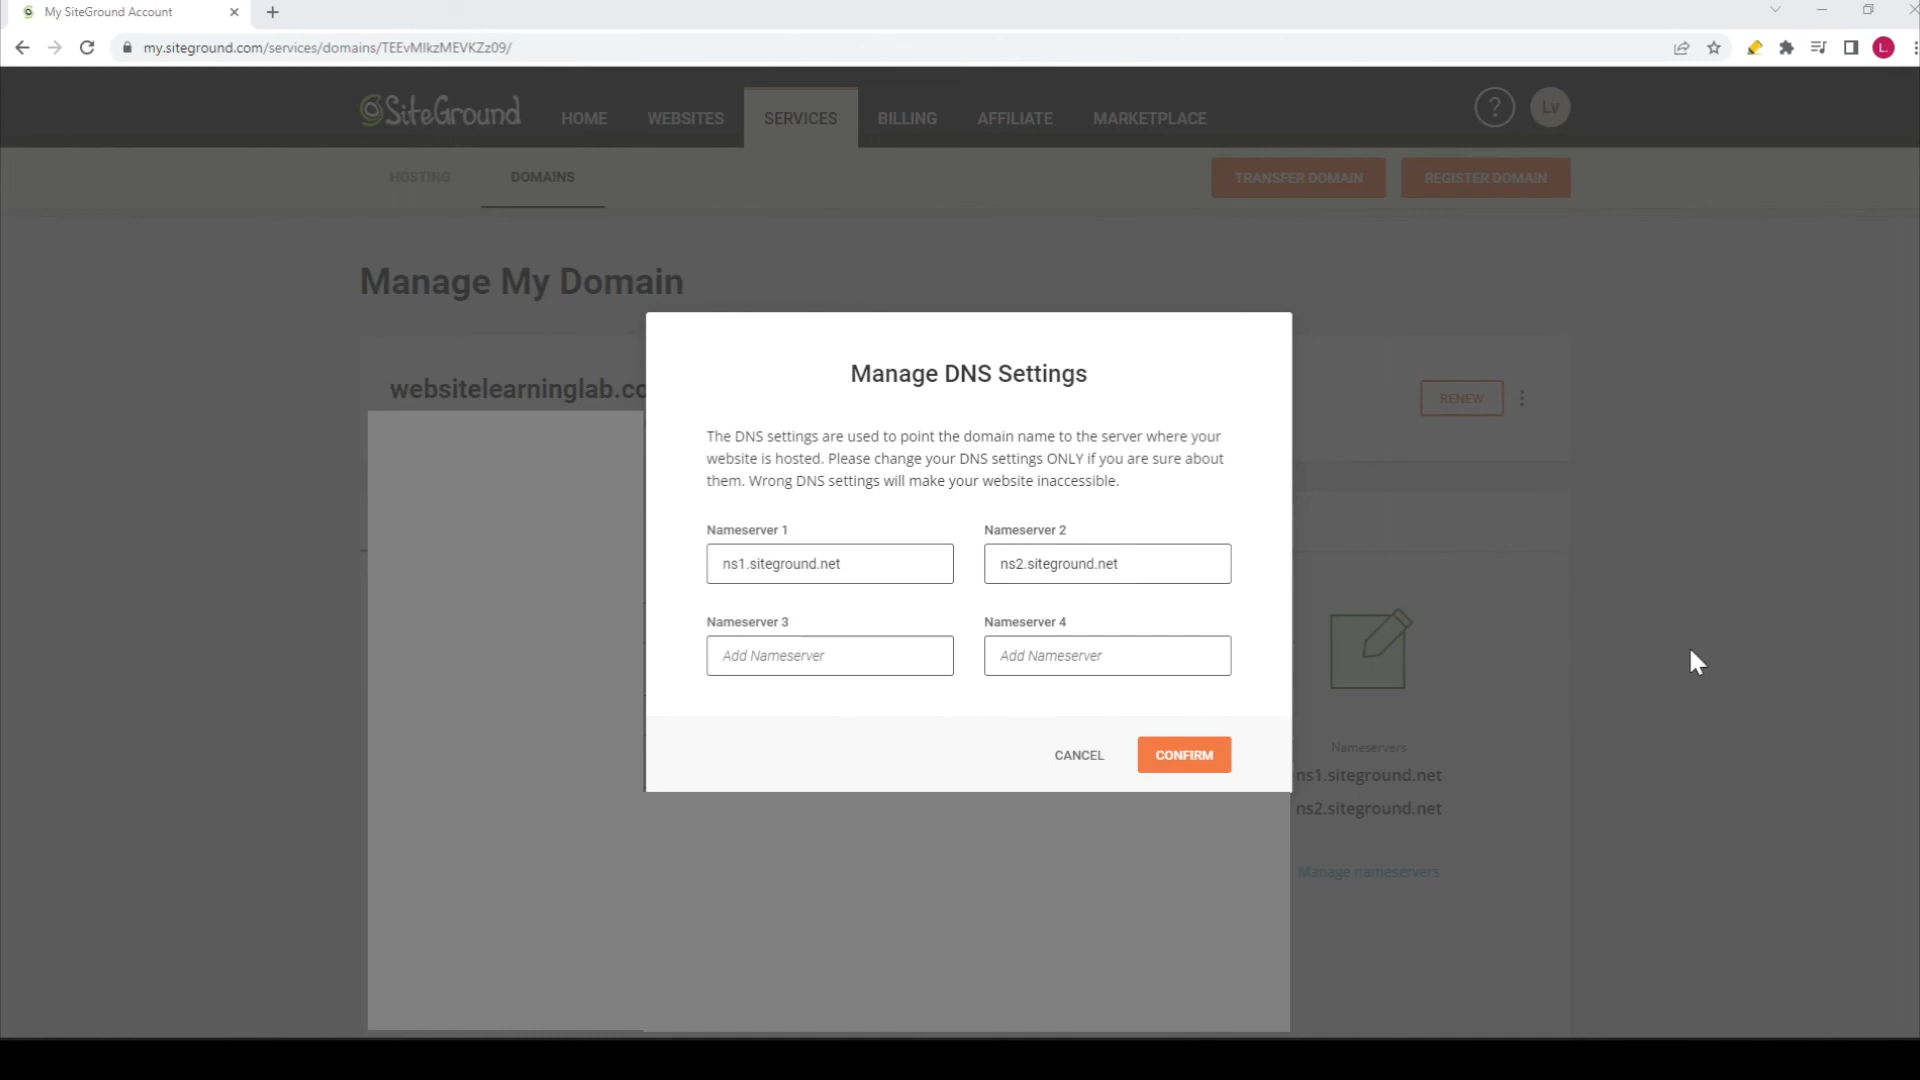 My SiteGround Account
my.siteground.com/services/domains/TEEvMlkzMEVKZz09/
L
SiteGround
HOME
WEBSITES
SERVICES
BILLING
AFFILIATE
MARKETPLACE
?
Lv
HOSTING
DOMAINS
TRANSFER DOMAIN
REGISTER DOMAIN
Manage My Domain
websitelearninglab.co
RENEW
Manage DNS Settings
The DNS settings are used to point the domain name to the server where your
website is hosted. Please change your DNS settings ONLY if you are sure about
them. Wrong DNS settings will make your website inaccessible.
Nameserver 1
Nameserver 2
ns1.siteground.net
ns2.siteground.net
Nameserver 3
Nameserver 4
Add Nameserver
Add Nameserver
CANCEL
CONFIRM
Nameservers
ns1.siteground.net
ns2.siteground.net
Manage nameservers